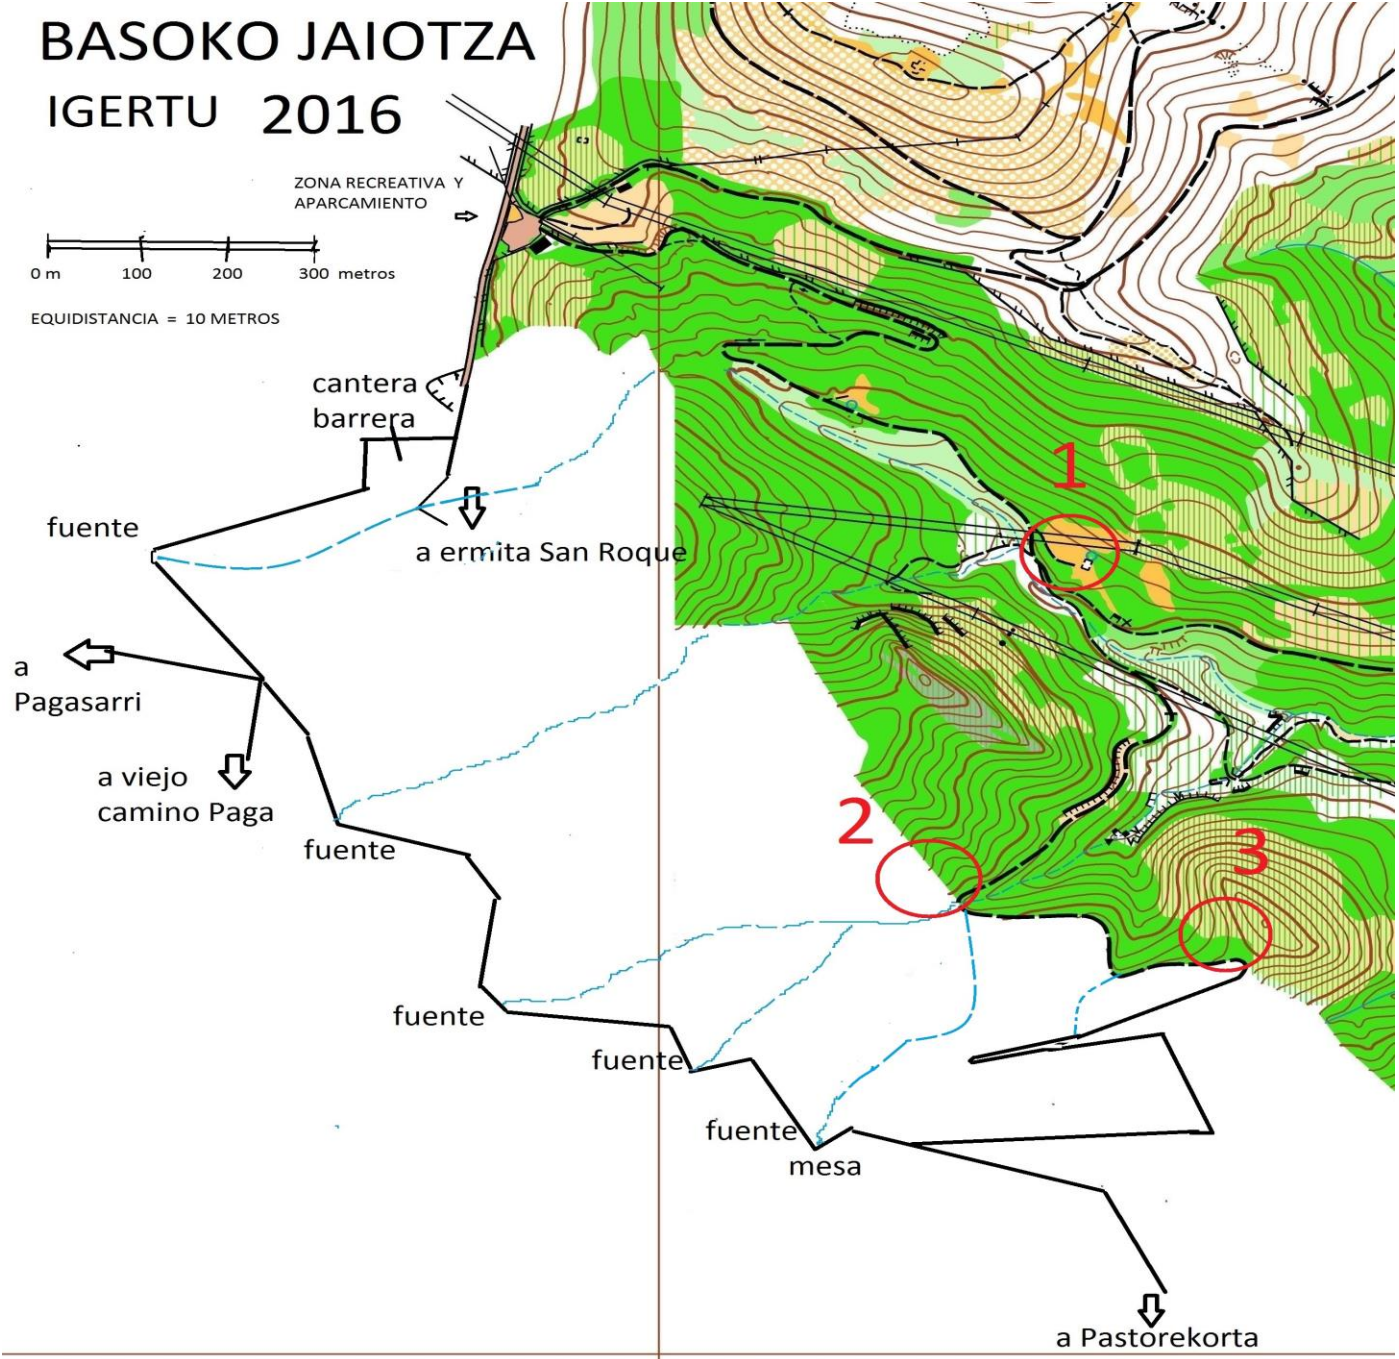 BASOKO JAIOTZA
IGERTU 2016
ZONA RECREATIVA Y
APARCAMIENTO
0 m 100 200 300 metros
EQUIDISTANCIA = 10 METROS
cantera
barrera
1
fuente
a ermita San Roque
a
Pagasarri
a viejo
camino Paga
2
3
fuente
fuente
fuente
fuente
mesa
a Pastorekorta